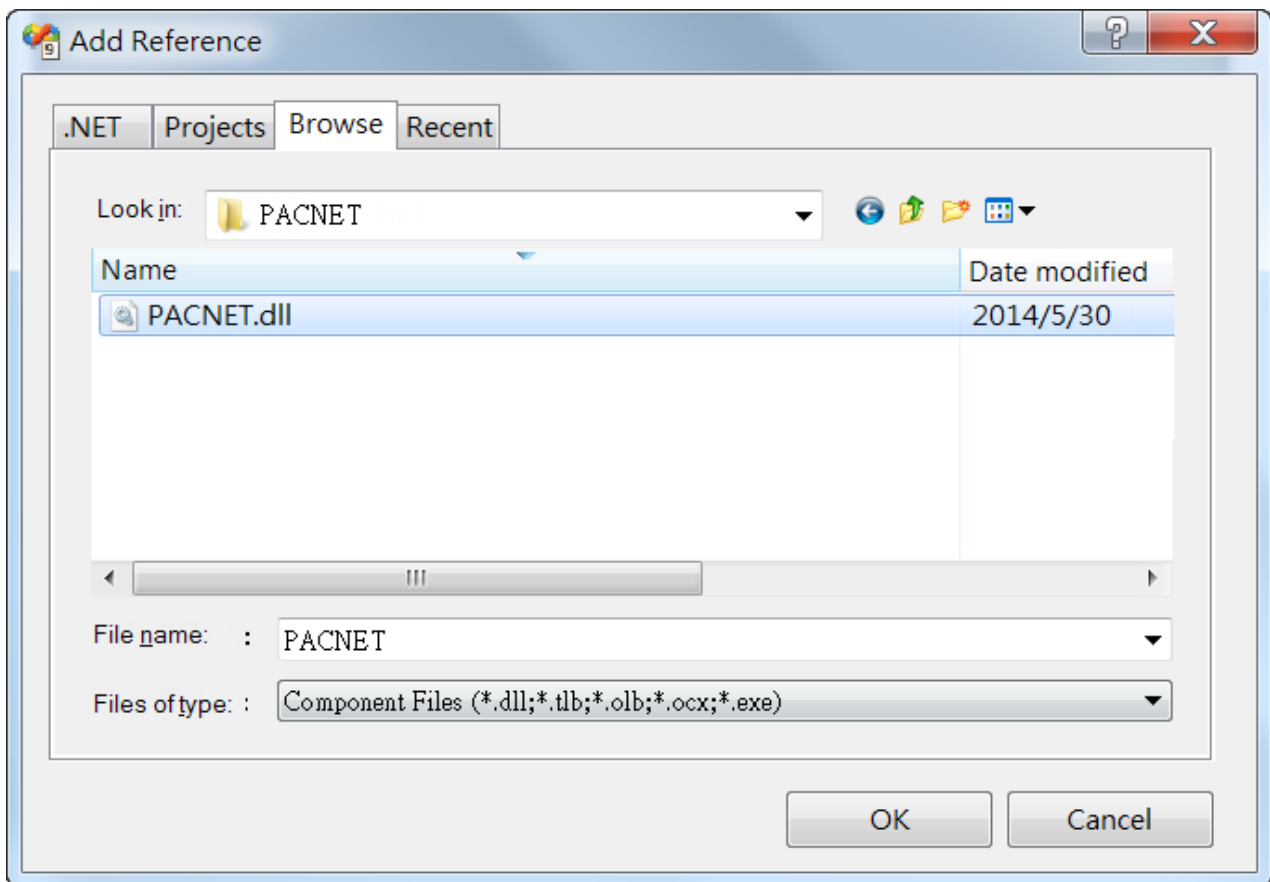 Add Reference
.NET Projects Browse Recent
Look in: PACNET
Name Date modified
PACNET.dll 2014/5/30
File name: : PACNET
Files of type: : Component Files (*.dll;*.tlb;*.olb;*.ocx;*.exe)
OK Cancel